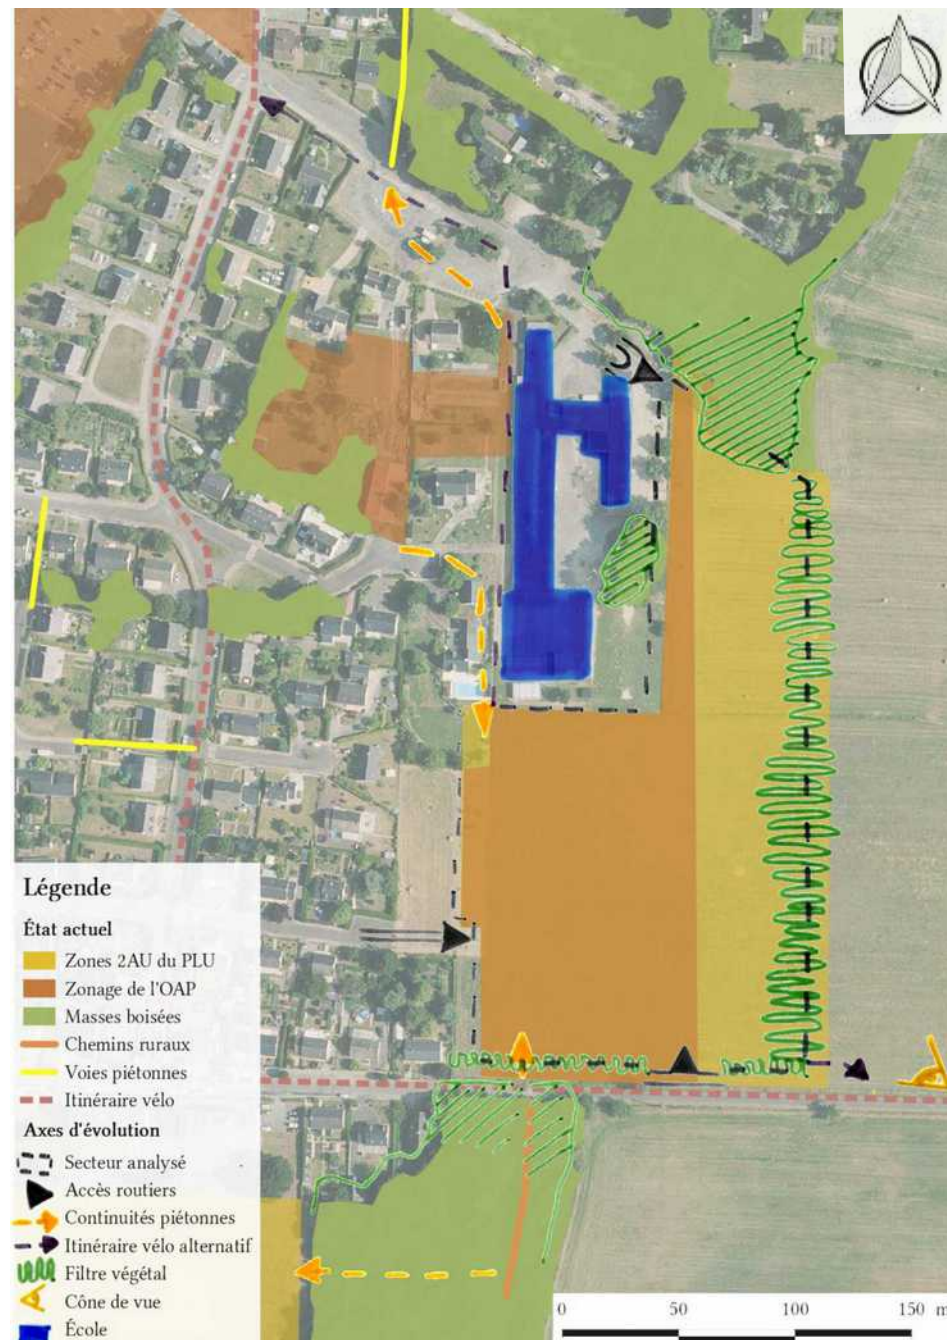 Légende
État actuel
Zones 2AU du PLU
Zonage de l'OAP
Masses boisées
Chemins ruraux
Voies piétonnes
Itinéraire vélo
Axes d'évolution
Secteur analysé
Accès routiers
Continuités piétonnes
Itinéraire vélo alternatif
Filtre végétal
Cône de vue
École
0 50 100 150 m